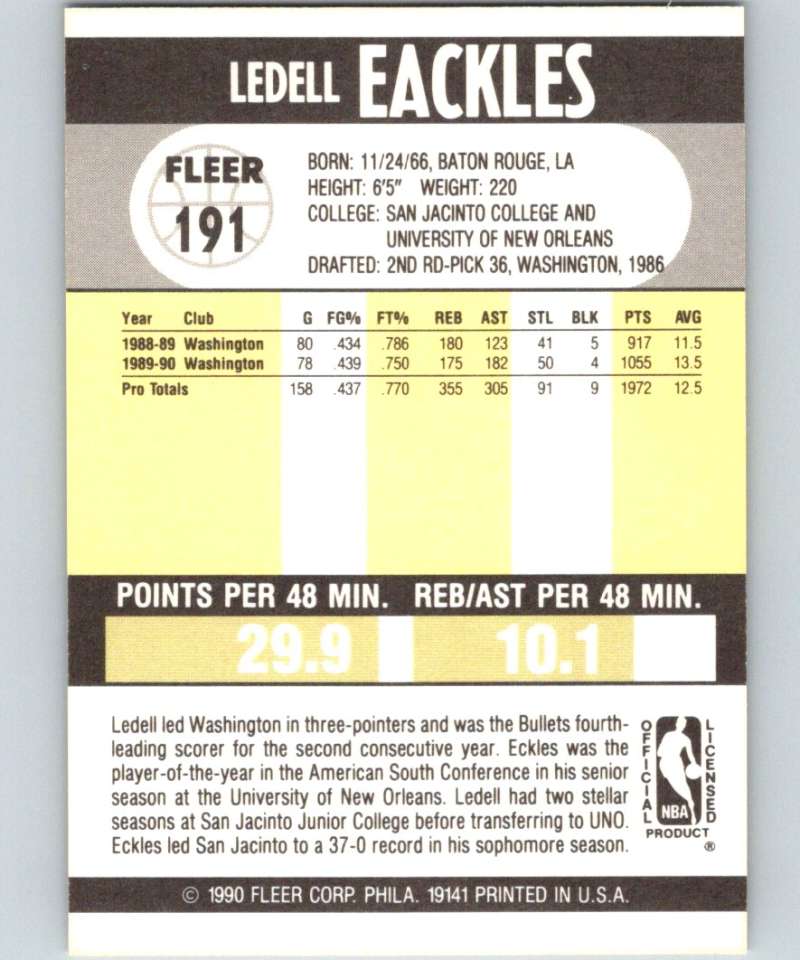 LEDELL EACKLES
FLEER
191
BORN: 11/24/66, BATON ROUGE, LA
HEIGHT: 6'5" WEIGHT: 220
COLLEGE: SAN JACINTO COLLEGE AND
UNIVERSITY OF NEW ORLEANS
DRAFTED: 2ND RD-PICK 36, WASHINGTON, 1986
Year Club G FG% FT% REB AST STL BLK PTS AVG
1988-89 Washington 80 .434 .786 180 123 41 5 917 11.5
1989-90 Washington 78 .439 .750 175 182 50 4 1055 13.5
Pro Totals 158 .437 .770 355 305 91 9 1972 12.5
POINTS PER 48 MIN. REB/AST PER 48 MIN.
29.9 10.1
Ledell led Washington in three-pointers and was the Bullets fourth-
leading scorer for the second consecutive year. Eckles was the
player-of-the-year in the American South Conference in his senior
season at the University of New Orleans. Ledell had two stellar
seasons at San Jacinto Junior College before transferring to UNO.
Eckles led San Jacinto to a 37-0 record in his sophomore season.
OFFICIAL LICENSED
NBA
PRODUCT
®
© 1990 FLEER CORP. PHILA. 19141 PRINTED IN U.S.A.